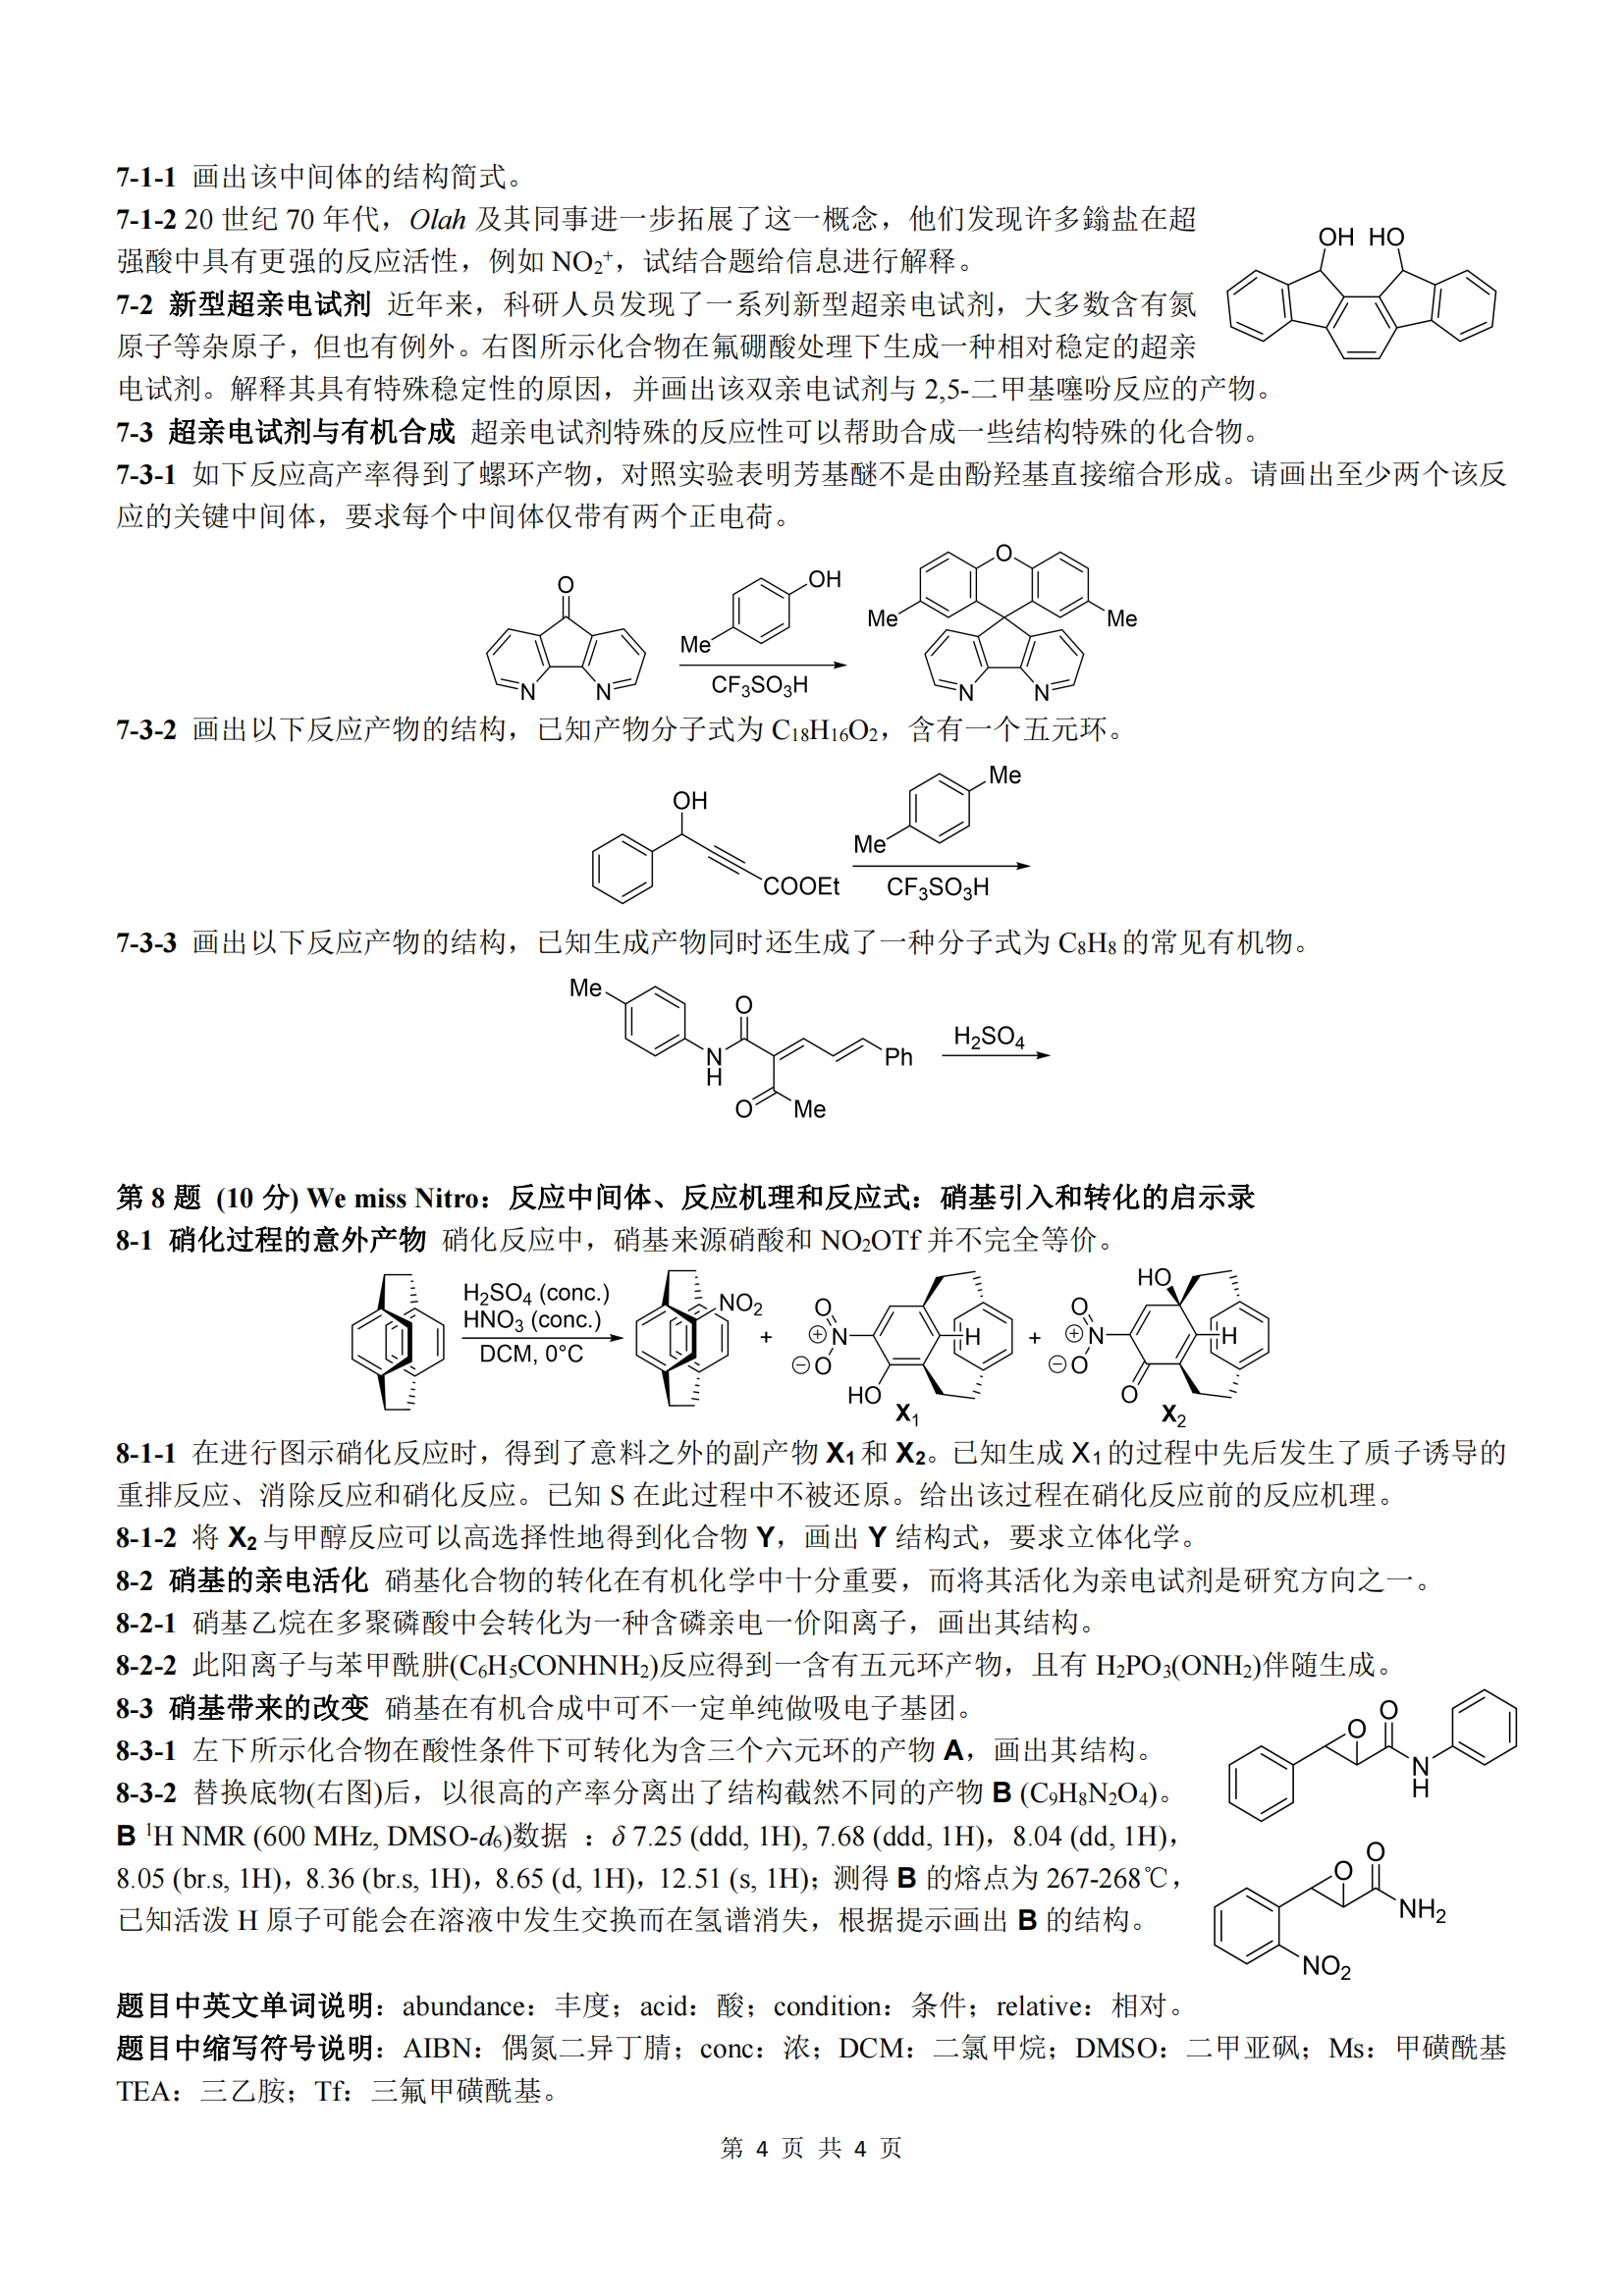 7-1-1 画出该中间体的结构简式。
7-1-2 20 世纪 70 年代，Olah 及其同事进一步拓展了这一概念，他们发现许多鎓盐在超
强酸中具有更强的反应活性，例如 NO₂⁺，试结合题给信息进行解释。
OH HO
7-2 新型超亲电试剂 近年来，科研人员发现了一系列新型超亲电试剂，大多数含有氮
原子等杂原子，但也有例外。右图所示化合物在氟硼酸处理下生成一种相对稳定的超亲
电试剂。解释其具有特殊稳定性的原因，并画出该双亲电试剂与 2,5-二甲基噻吩反应的产物。
7-3 超亲电试剂与有机合成 超亲电试剂特殊的反应性可以帮助合成一些结构特殊的化合物。
7-3-1 如下反应高产率得到了螺环产物，对照实验表明芳基醚不是由酚羟基直接缩合形成。请画出至少两个该反
应的关键中间体，要求每个中间体仅带有两个正电荷。
O
N N
OH
Me
CF₃SO₃H
O
Me Me
N N
7-3-2 画出以下反应产物的结构，已知产物分子式为 C₁₈H₁₆O₂，含有一个五元环。
OH
COOEt
Me
Me
CF₃SO₃H
7-3-3 画出以下反应产物的结构，已知生成产物同时还生成了一种分子式为 C₈H₈ 的常见有机物。
Me
O
N
H
Ph
O Me
H₂SO₄
第 8 题 (10 分) We miss Nitro：反应中间体、反应机理和反应式：硝基引入和转化的启示录
8-1 硝化过程的意外产物 硝化反应中，硝基来源硝酸和 NO₂OTf 并不完全等价。
H₂SO₄ (conc.)
HNO₃ (conc.)
DCM, 0°C
NO₂
+
O
⊕ N
⊖ O
HO
H
X₁
+
HO
O
⊕ N
⊖ O
O
H
X₂
8-1-1 在进行图示硝化反应时，得到了意料之外的副产物 X₁和 X₂。已知生成 X₁的过程中先后发生了质子诱导的
重排反应、消除反应和硝化反应。已知 S 在此过程中不被还原。给出该过程在硝化反应前的反应机理。
8-1-2 将 X₂与甲醇反应可以高选择性地得到化合物 Y，画出 Y 结构式，要求立体化学。
8-2 硝基的亲电活化 硝基化合物的转化在有机化学中十分重要，而将其活化为亲电试剂是研究方向之一。
8-2-1 硝基乙烷在多聚磷酸中会转化为一种含磷亲电一价阳离子，画出其结构。
8-2-2 此阳离子与苯甲酰肼(C₆H₅CONHNH₂)反应得到一含有五元环产物，且有 H₂PO₃(ONH₂)伴随生成。
8-3 硝基带来的改变 硝基在有机合成中可不一定单纯做吸电子基团。
8-3-1 左下所示化合物在酸性条件下可转化为含三个六元环的产物 A，画出其结构。
O
O
N
H
8-3-2 替换底物(右图)后，以很高的产率分离出了结构截然不同的产物 B (C₉H₈N₂O₄)。
B ¹H NMR (600 MHz, DMSO-d₆)数据 ：δ 7.25 (ddd, 1H), 7.68 (ddd, 1H)，8.04 (dd, 1H)，
8.05 (br.s, 1H)，8.36 (br.s, 1H)，8.65 (d, 1H)，12.51 (s, 1H)；测得 B 的熔点为 267-268℃，
已知活泼 H 原子可能会在溶液中发生交换而在氢谱消失，根据提示画出 B 的结构。
O
O
NH₂
NO₂
题目中英文单词说明：abundance：丰度；acid：酸；condition：条件；relative：相对。
题目中缩写符号说明：AIBN：偶氮二异丁腈；conc：浓；DCM：二氯甲烷；DMSO：二甲亚砜；Ms：甲磺酰基
TEA：三乙胺；Tf：三氟甲磺酰基。
第 4 页 共 4 页